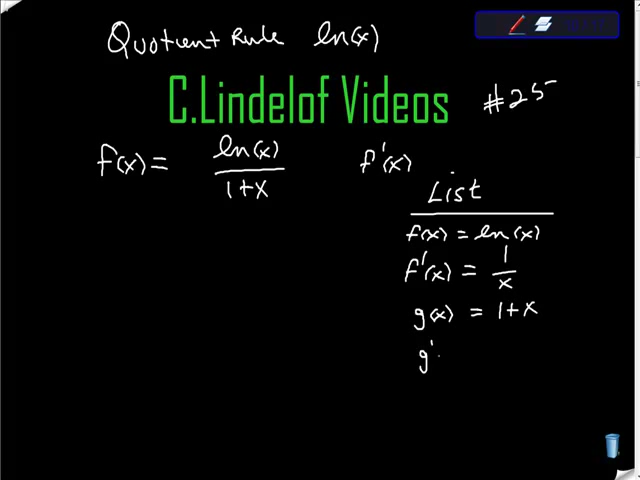 Quotient Rule ln(x)
C.Lindelof Videos
#25
f(x) = ln(x) / 1+x
f'(x)
List
f(x) = ln(x)
f'(x) = 1/x
g(x) = 1+x
g'